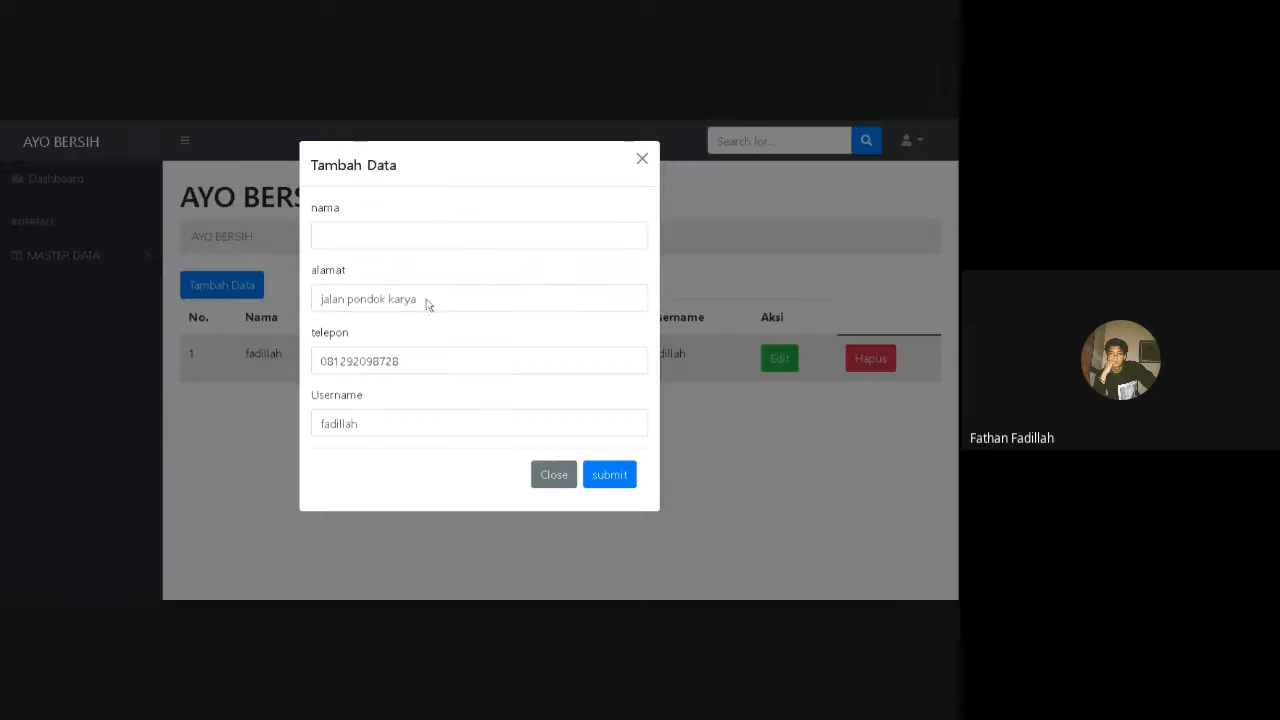 AYO BERSIH
Search for...
Dashboard
INTERFACE
MASTER DATA
AYO BERS
AYO BERSIH
Tambah Data
No. Nama sername Aksi
1 fadillah dillah Edit Hapus
Tambah Data
nama
alamat
jalan pondok karya
telepon
081292098728
Username
fadillah
Close submit
Fathan Fadillah